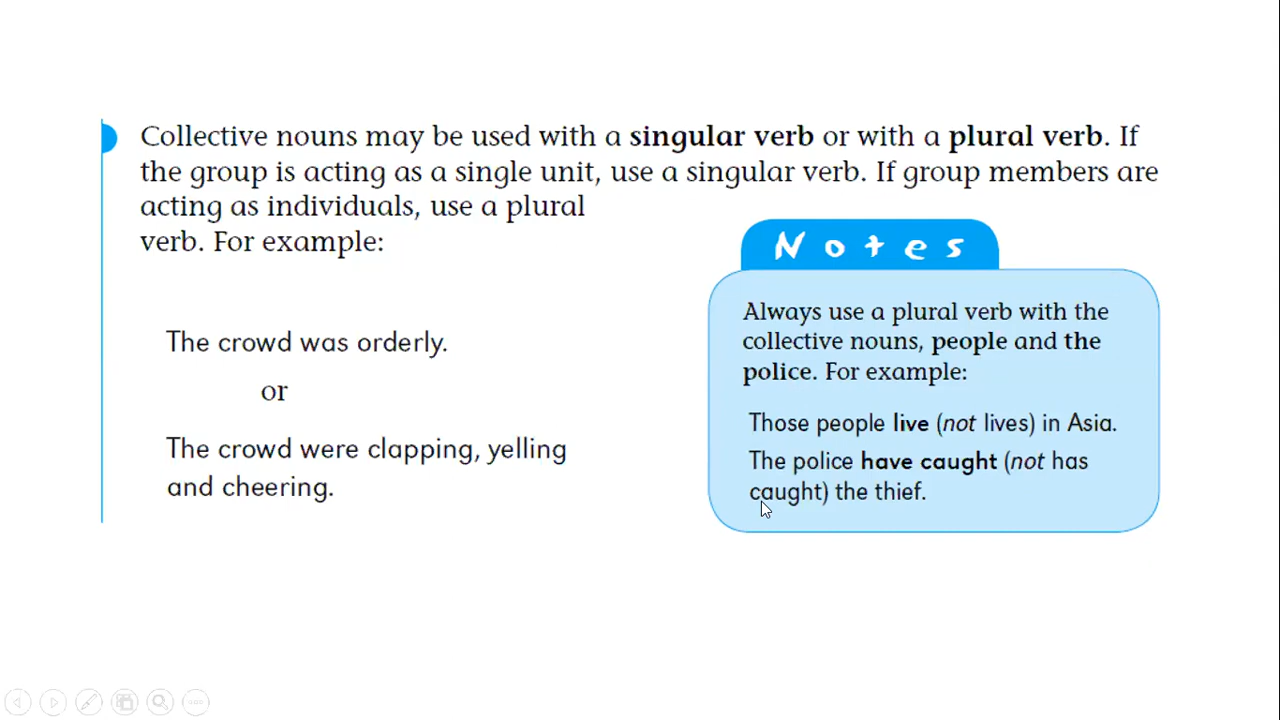 Collective nouns may be used with a singular verb or with a plural verb. If
the group is acting as a single unit, use a singular verb. If group members are
acting as individuals, use a plural
verb. For example:
The crowd was orderly.
or
The crowd were clapping, yelling
and cheering.
Notes
Always use a plural verb with the
collective nouns, people and the
police. For example:
Those people live (not lives) in Asia.
The police have caught (not has
caught) the thief.